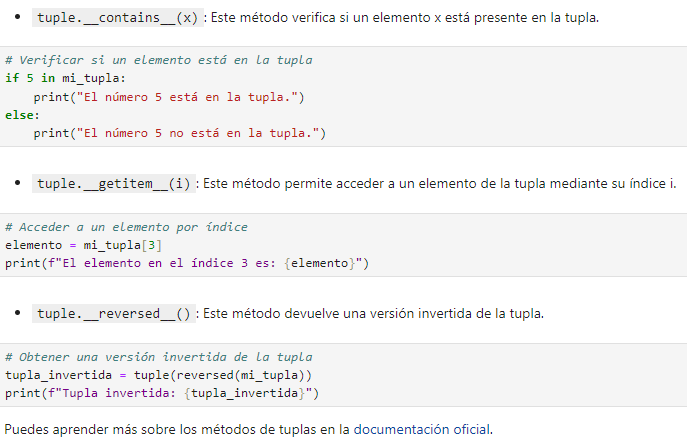 • tuple.__contains__(x) : Este método verifica si un elemento x está presente en la tupla.
# Verificar si un elemento está en la tupla
if 5 in mi_tupla:
    print("El número 5 está en la tupla.")
else:
    print("El número 5 no está en la tupla.")
• tuple.__getitem__(i) : Este método permite acceder a un elemento de la tupla mediante su índice i.
# Acceder a un elemento por índice
elemento = mi_tupla[3]
print(f"El elemento en el índice 3 es: {elemento}")
• tuple.__reversed__() : Este método devuelve una versión invertida de la tupla.
# Obtener una versión invertida de la tupla
tupla_invertida = tuple(reversed(mi_tupla))
print(f"Tupla invertida: {tupla_invertida}")
Puedes aprender más sobre los métodos de tuplas en la documentación oficial.